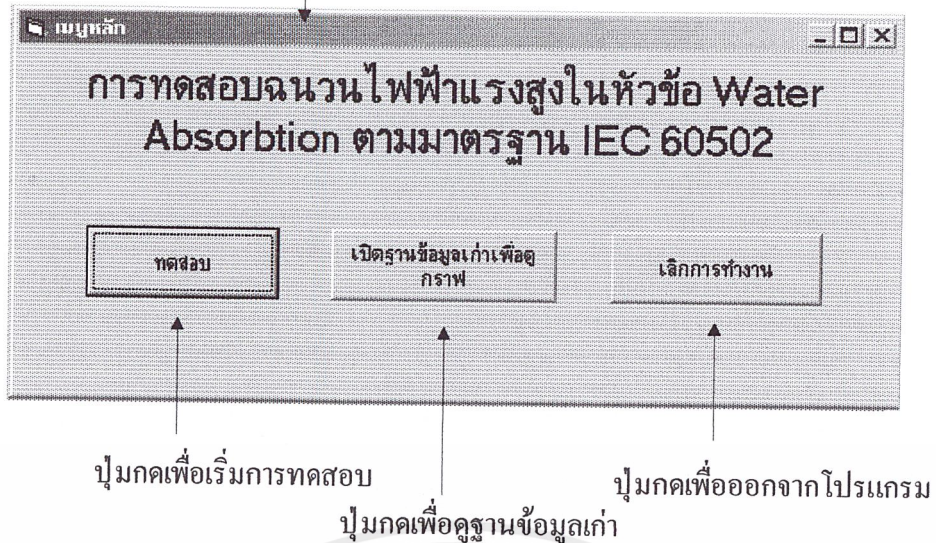 เมนูหลัก
การทดสอบฉนวนไฟฟ้าแรงสูงในหัวข้อ Water
Absorbtion ตามมาตรฐาน IEC 60502
ทดสอบ
เปิดฐานข้อมูลเก่าเพื่อดู
กราฟ
เลิกการทำงาน
ปุ่มกดเพื่อเริ่มการทดสอบ
ปุ่มกดเพื่อดูฐานข้อมูลเก่า
ปุ่มกดเพื่อออกจากโปรแกรม